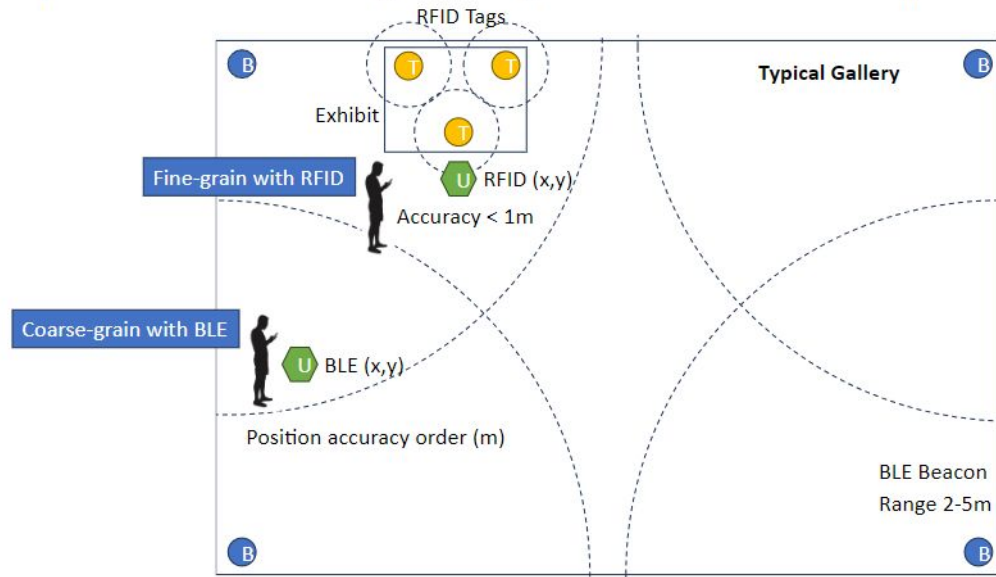 RFID Tags
B
T
T
Typical Gallery
B
Exhibit
T
Fine-grain with RFID
U
RFID (x,y)
Accuracy < 1m
Coarse-grain with BLE
U
BLE (x,y)
Position accuracy order (m)
BLE Beacon
Range 2-5m
B
B